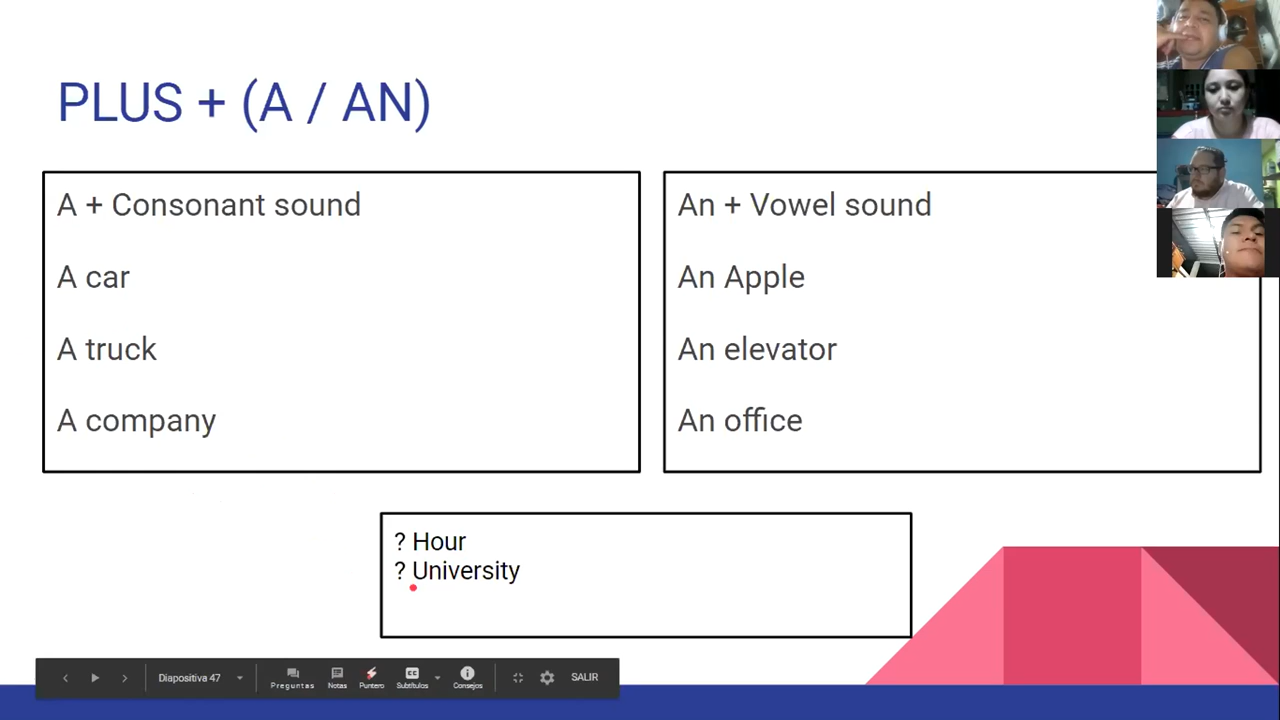 PLUS + (A / AN)
A + Consonant sound
A car
A truck
A company
An + Vowel sound
An Apple
An elevator
An office
? Hour
? University
Diapositiva 47
Preguntas
Notas
Puntero
Subtítulos
Consejos
SALIR